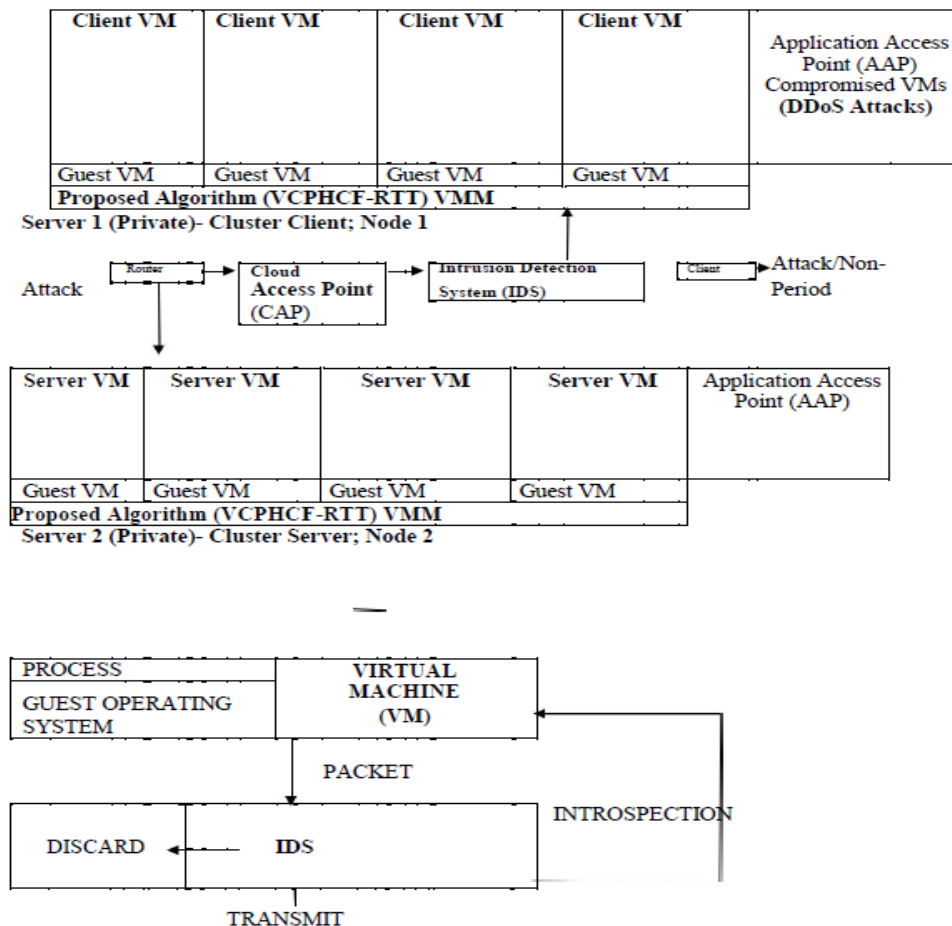 Client VM Client VM Client VM Client VM
Application Access
Point (AAP)
Compromised VMs
(DDoS Attacks)
Guest VM Guest VM Guest VM Guest VM
Proposed Algorithm (VCPHCF-RTT) VMM
Server 1 (Private)- Cluster Client; Node 1
Attack
Router
Cloud
Access Point
(CAP)
Intrusion Detection
System (IDS)
Client
Attack/Non-
Period
Server VM Server VM Server VM Server VM
Application Access
Point (AAP)
Guest VM Guest VM Guest VM Guest VM
Proposed Algorithm (VCPHCF-RTT) VMM
Server 2 (Private)- Cluster Server; Node 2
PROCESS
GUEST OPERATING
SYSTEM
VIRTUAL
MACHINE
(VM)
PACKET
INTROSPECTION
DISCARD
IDS
TRANSMIT